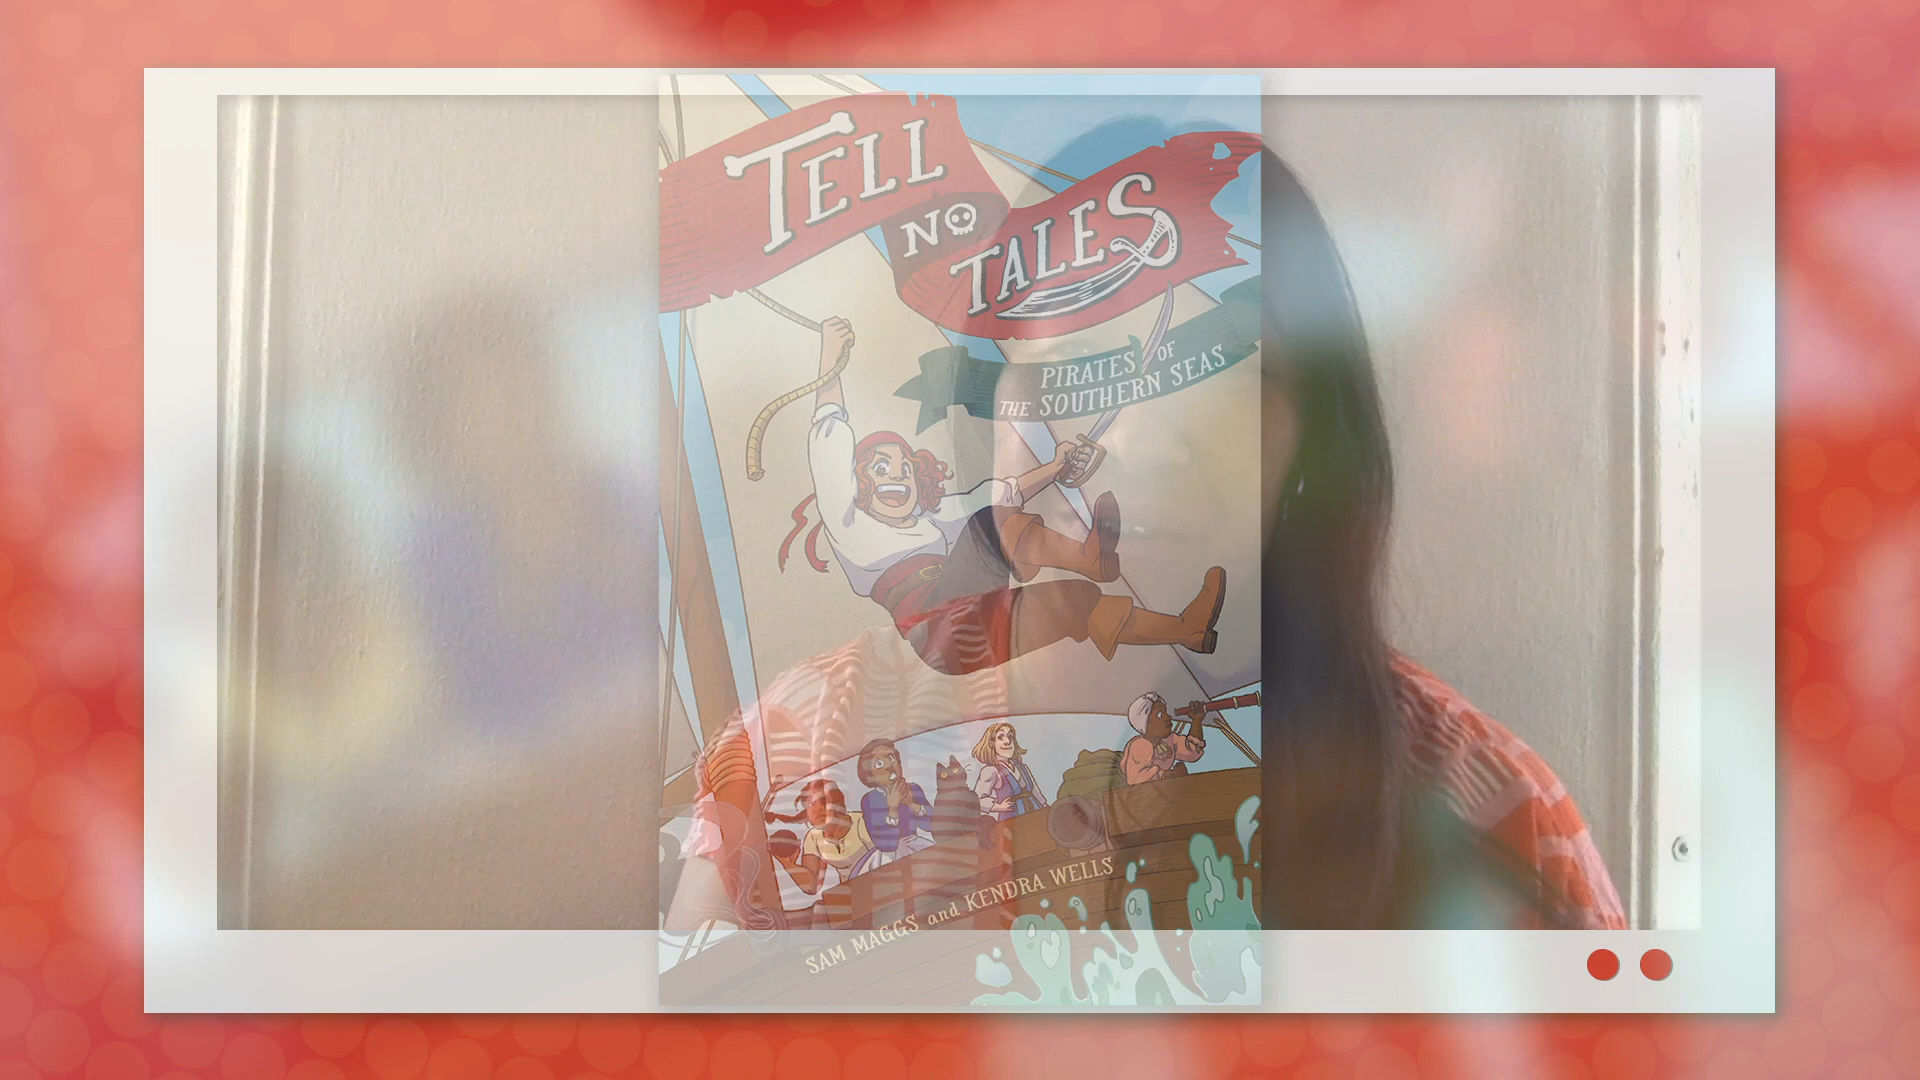 TELL
NO
TALES
PIRATES OF
THE SOUTHERN SEAS
SAM MAGGS and KENDRA WELLS